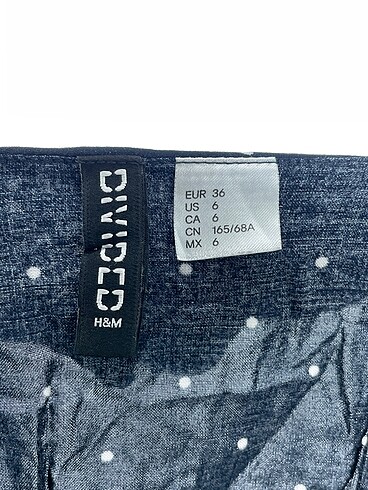 DIVIDED
H&M
EUR 36
US 6
CA 6
CN 165/68A
MX 6